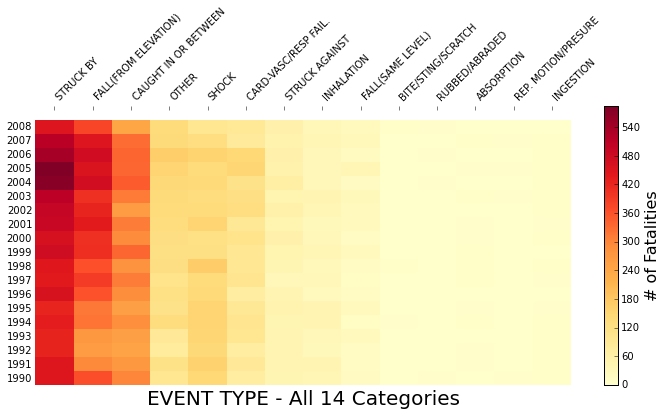 STRUCK BY
FALL(FROM ELEVATION)
CAUGHT IN OR BETWEEN
OTHER
SHOCK
CARD-VASC/RESP FAIL.
STRUCK AGAINST
INHALATION
FALL(SAME LEVEL)
BITE/STING/SCRATCH
RUBBED/ABRADED
ABSORPTION
REP. MOTION/PRESURE
INGESTION
2008
2007
2006
2005
2004
2003
2002
2001
2000
1999
1998
1997
1996
1995
1994
1993
1992
1991
1990
540
480
420
360
300
240
180
120
60
0
# of Fatalities
EVENT TYPE - All 14 Categories